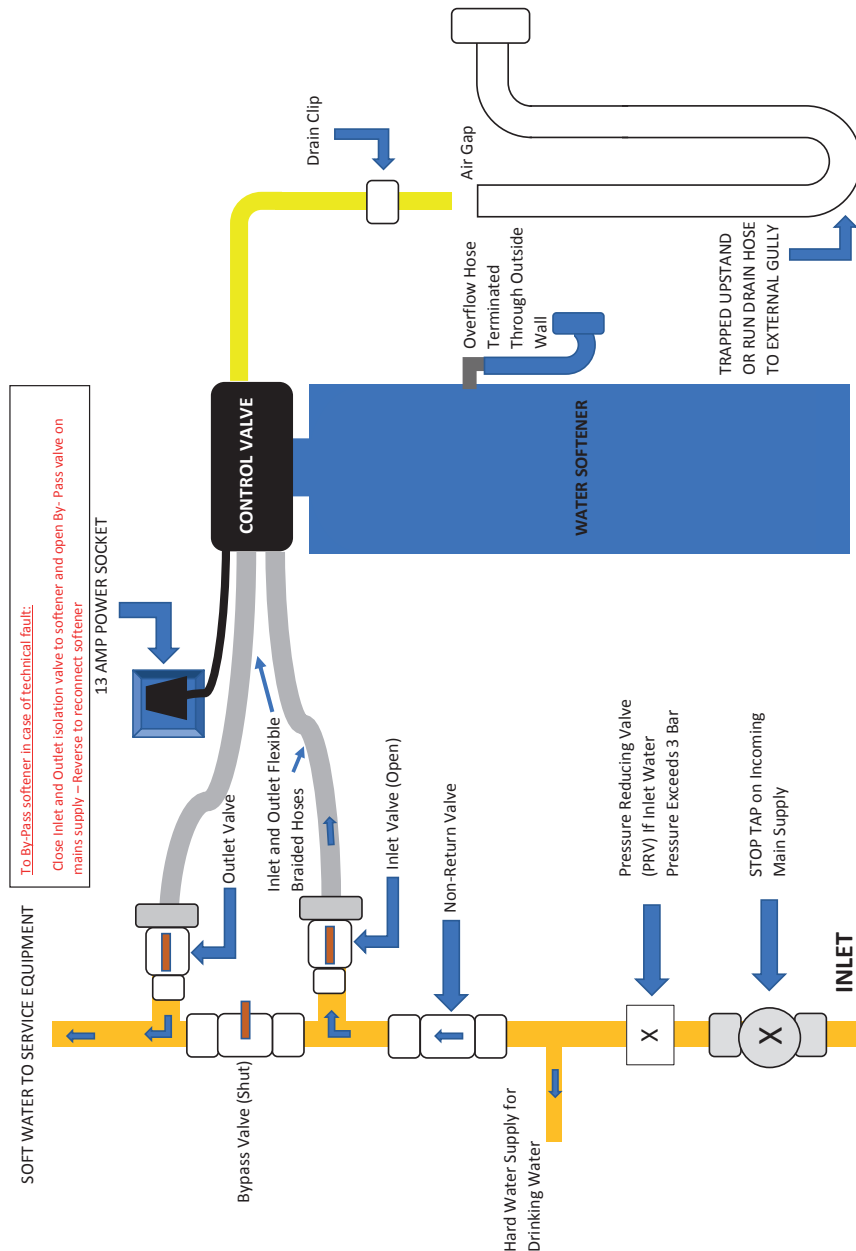 SOFT WATER TO SERVICE EQUIPMENT
To By-Pass softener in case of technical fault:
Close Inlet and Outlet isolation valve to softener and open By- Pass valve on
mains supply – Reverse to reconnect softener
13 AMP POWER SOCKET
Outlet Valve
Bypass Valve (Shut)
Inlet and Outlet Flexible
Braided Hoses
Inlet Valve (Open)
CONTROL VALVE
Drain Clip
Air Gap
Overflow Hose
Terminated
Through Outside
Wall
Non-Return Valve
Hard Water Supply for
Drinking Water
WATER SOFTENER
Pressure Reducing Valve
(PRV) If Inlet Water
Pressure Exceeds 3 Bar
X
TRAPPED UPSTAND
OR RUN DRAIN HOSE
TO EXTERNAL GULLY
STOP TAP on Incoming
Main Supply
X
INLET